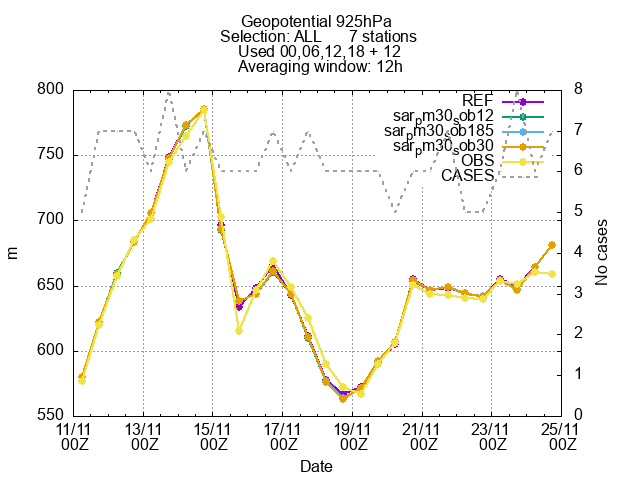 Geopotential 925hPa
Selection: ALL 7 stations
Used 00,06,12,18 + 12
Averaging window: 12h
800
750
700
650
600
550
m
8
7
6
5
4
3
2
1
0
No cases
REF
sarpm30sob12
sarpm30sob185
sarpm30sob30
OBS
CASES
11/11 13/11 15/11 17/11 19/11 21/11 23/11 25/11
00Z 00Z 00Z 00Z 00Z 00Z 00Z 00Z
Date